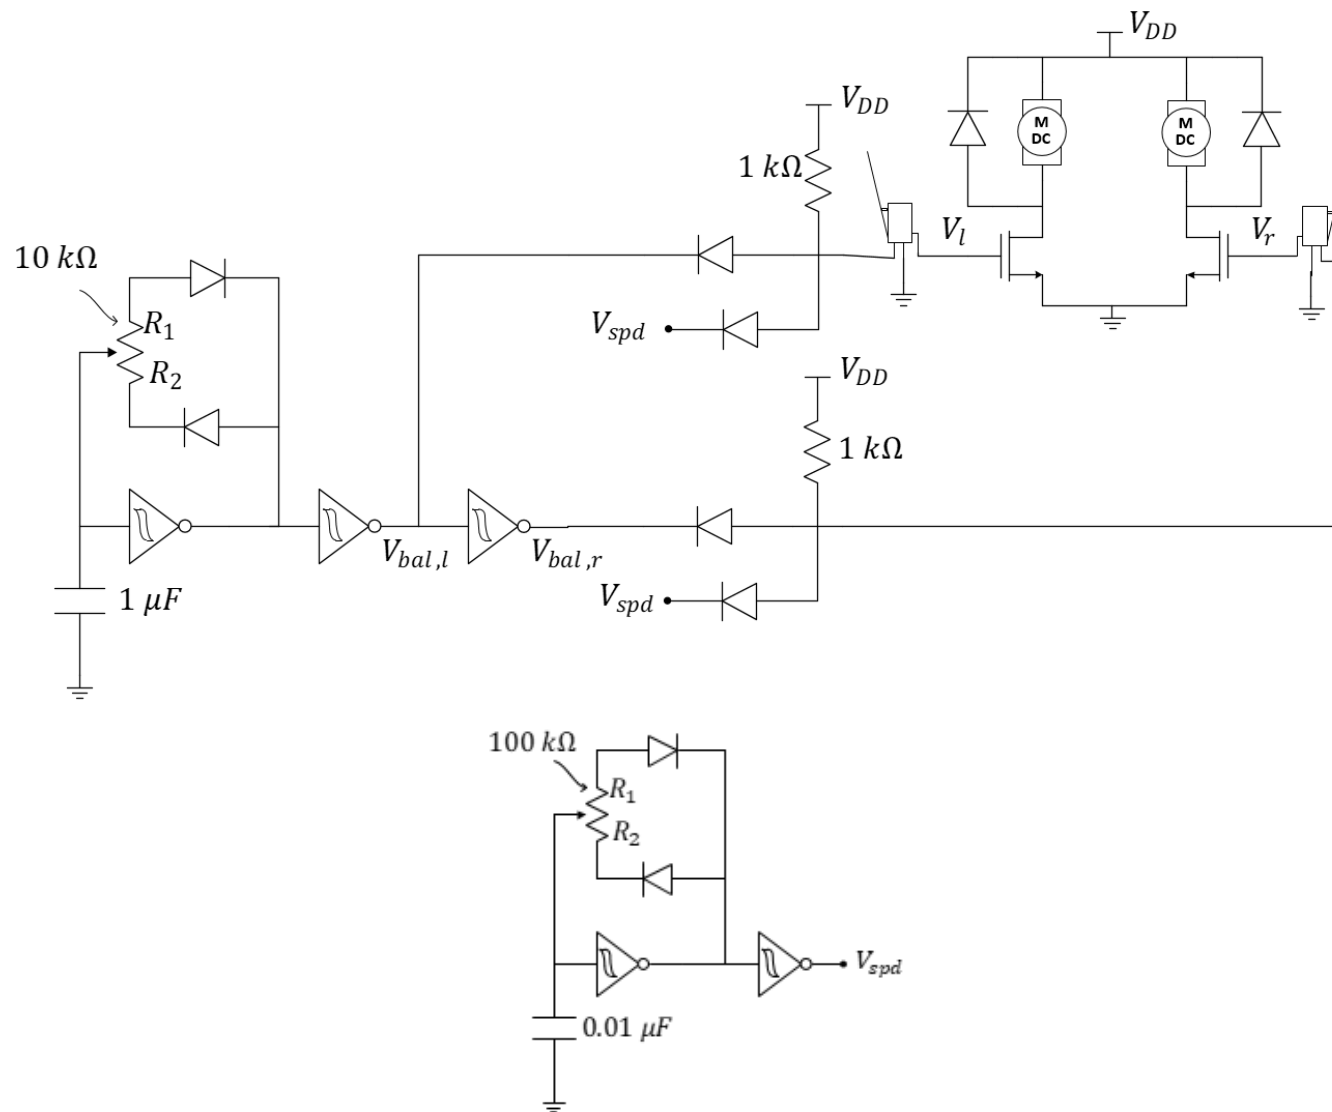 V_DD
V_DD
M
DC
M
DC
1 kΩ
V_l
V_r
10 kΩ
R_1
V_spd
R_2
V_DD
1 kΩ
V_bal,l
V_bal,r
V_spd
1 μF
100 kΩ
R_1
R_2
V_spd
0.01 μF